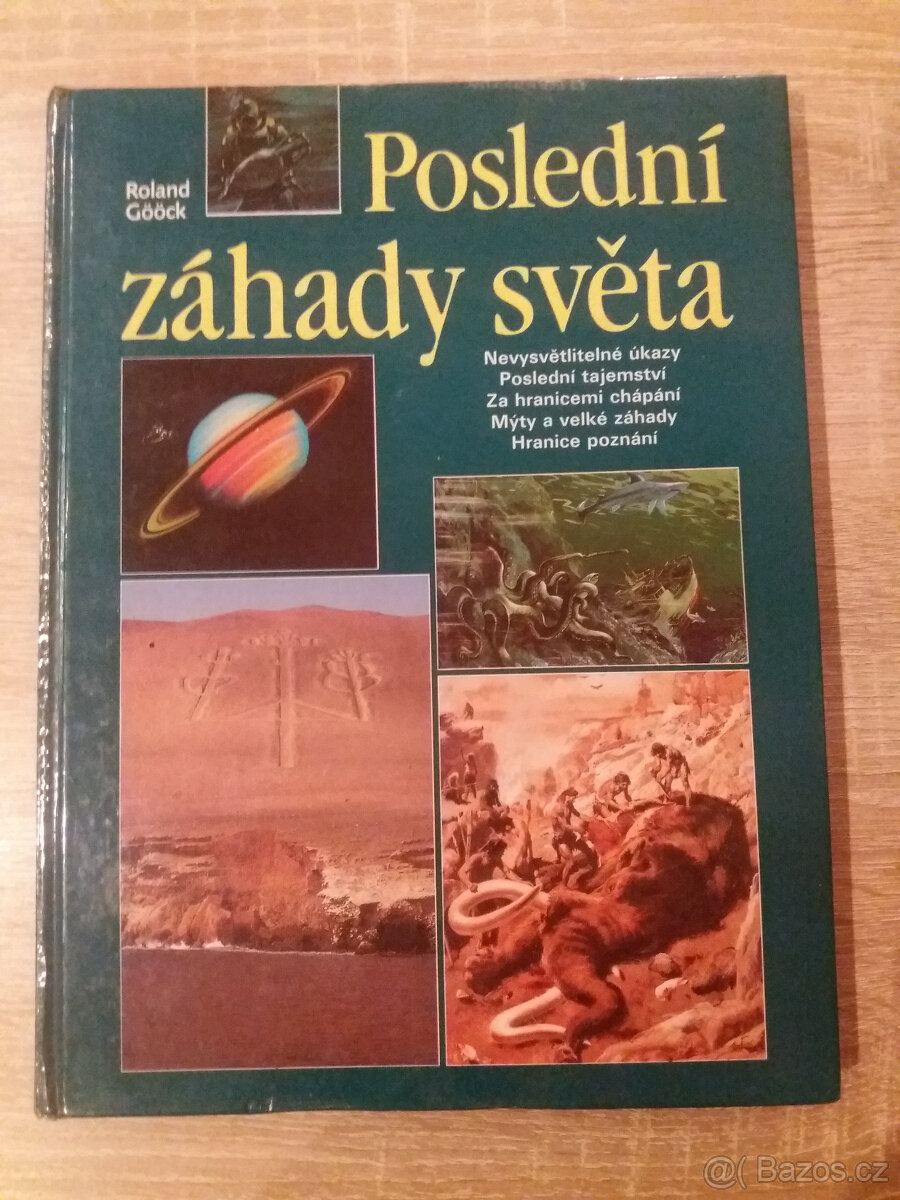 Roland
Gööck
Poslední
záhady světa
Nevysvětlitelné úkazy
Poslední tajemství
Za hranicemi chápání
Mýty a velké záhady
Hranice poznání
@( Bazos.cz